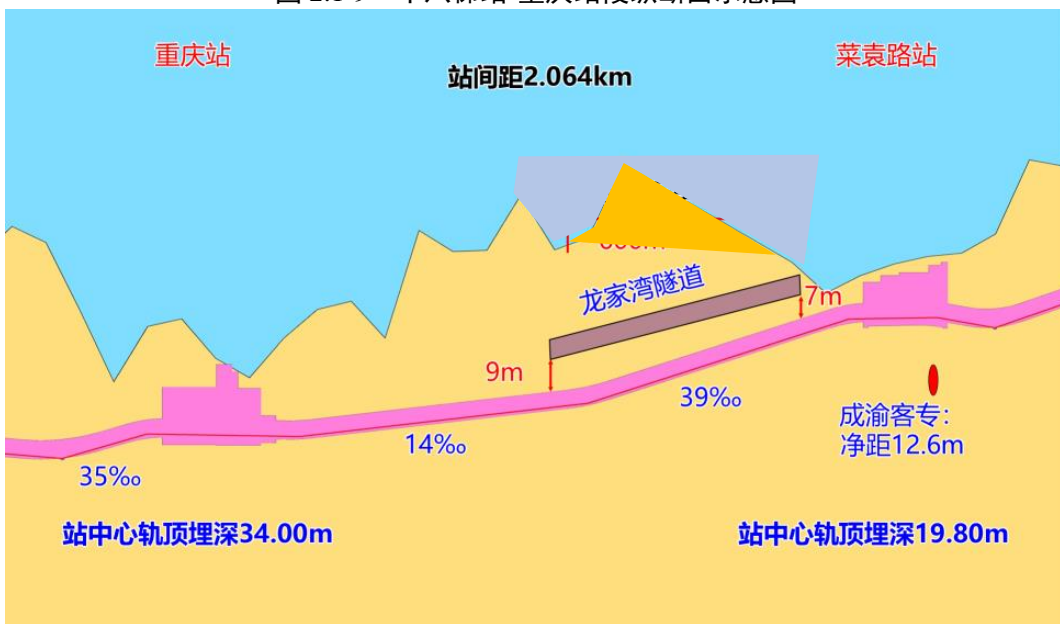 重庆站
菜袁路站
站间距2.064km
龙家湾隧道
7m
9m
39‰
14‰
35‰
成渝客专：
净距12.6m
站中心轨顶埋深34.00m
站中心轨顶埋深19.80m